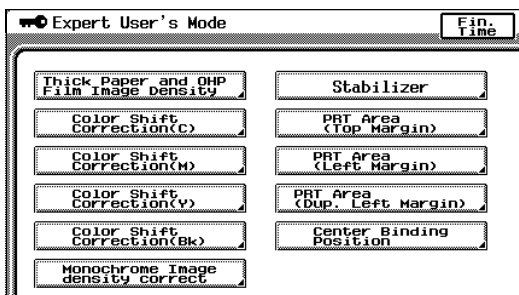 Expert User's Mode
Fin.
Time
Thick Paper and OHP
Film Image Density
Color Shift
Correction(C)
Color Shift
Correction(M)
Color Shift
Correction(Y)
Color Shift
Correction(Bk)
Monochrome Image
density correct
Stabilizer
PRT Area
(Top Margin)
PRT Area
(Left Margin)
PRT Area
(Dup. Left Margin)
Center Binding
Position